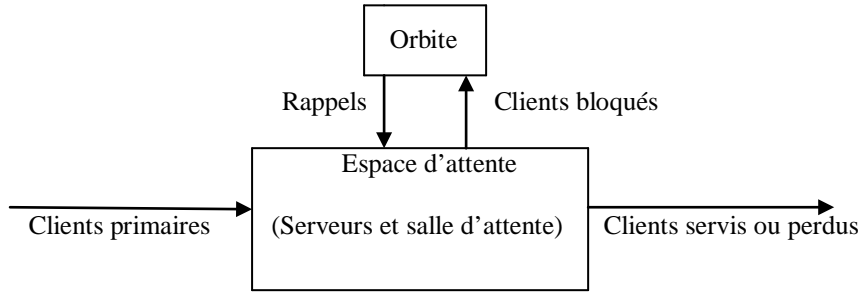 Orbite
Rappels
Clients bloqués
Espace d’attente
Clients primaires
(Serveurs et salle d’attente)
Clients servis ou perdus